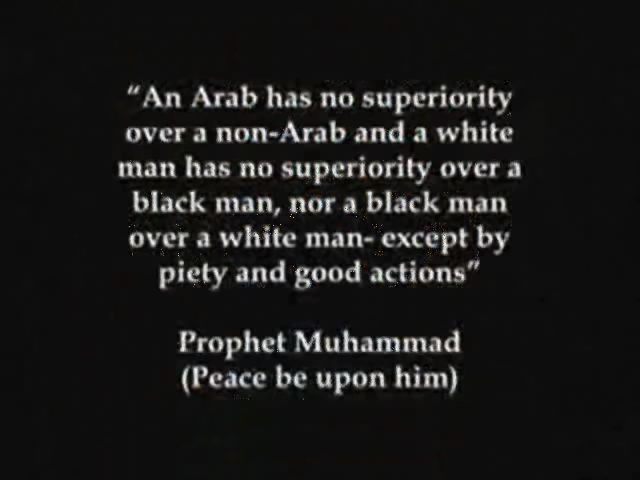 “An Arab has no superiority
over a non-Arab and a white
man has no superiority over a
black man, nor a black man
over a white man- except by
piety and good actions”
Prophet Muhammad
(Peace be upon him)